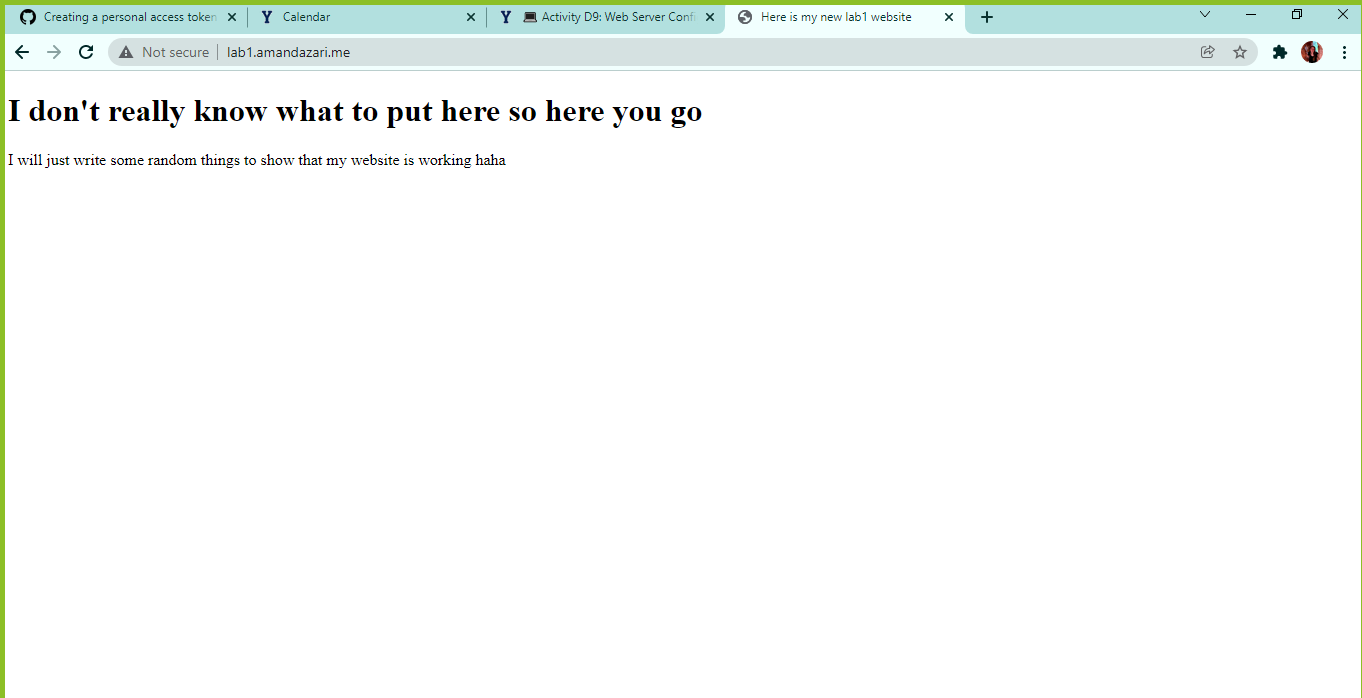 Creating a personal access token
Calendar
Activity D9: Web Server Confi
Here is my new lab1 website
Not secure
lab1.amandazari.me
I don't really know what to put here so here you go
I will just write some random things to show that my website is working haha